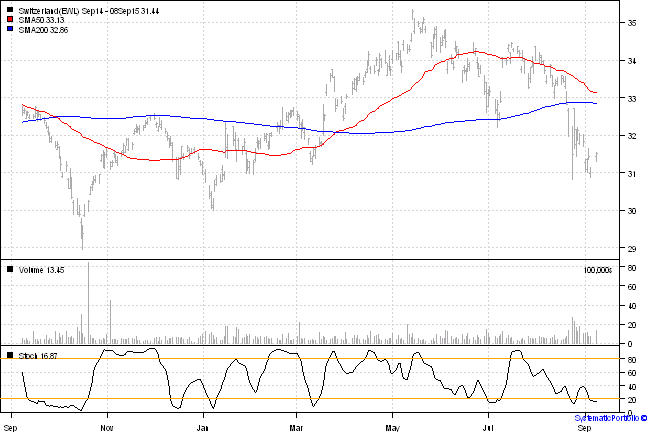 Switzerland(EWL) Sep14 - 08Sep15 31.44
SMA50 33.13
SMA200 32.86
35
34
33
32
31
30
29
Volume 13.45
100,000s
80
60
40
20
0
Stoch 16.87
80
60
40
20
0
Sep
Nov
Jan
Mar
May
Jul
Sep
SystematicPortfolio ©